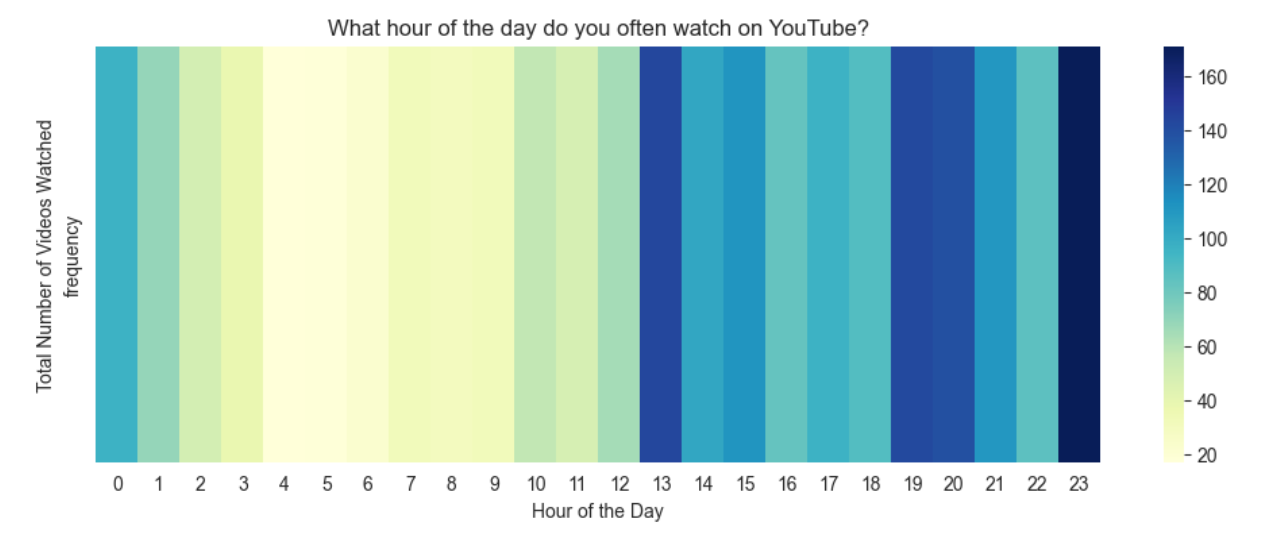 What hour of the day do you often watch on YouTube?
Total Number of Videos Watched
frequency
160
140
120
100
80
60
40
20
0 1 2 3 4 5 6 7 8 9 10 11 12 13 14 15 16 17 18 19 20 21 22 23
Hour of the Day